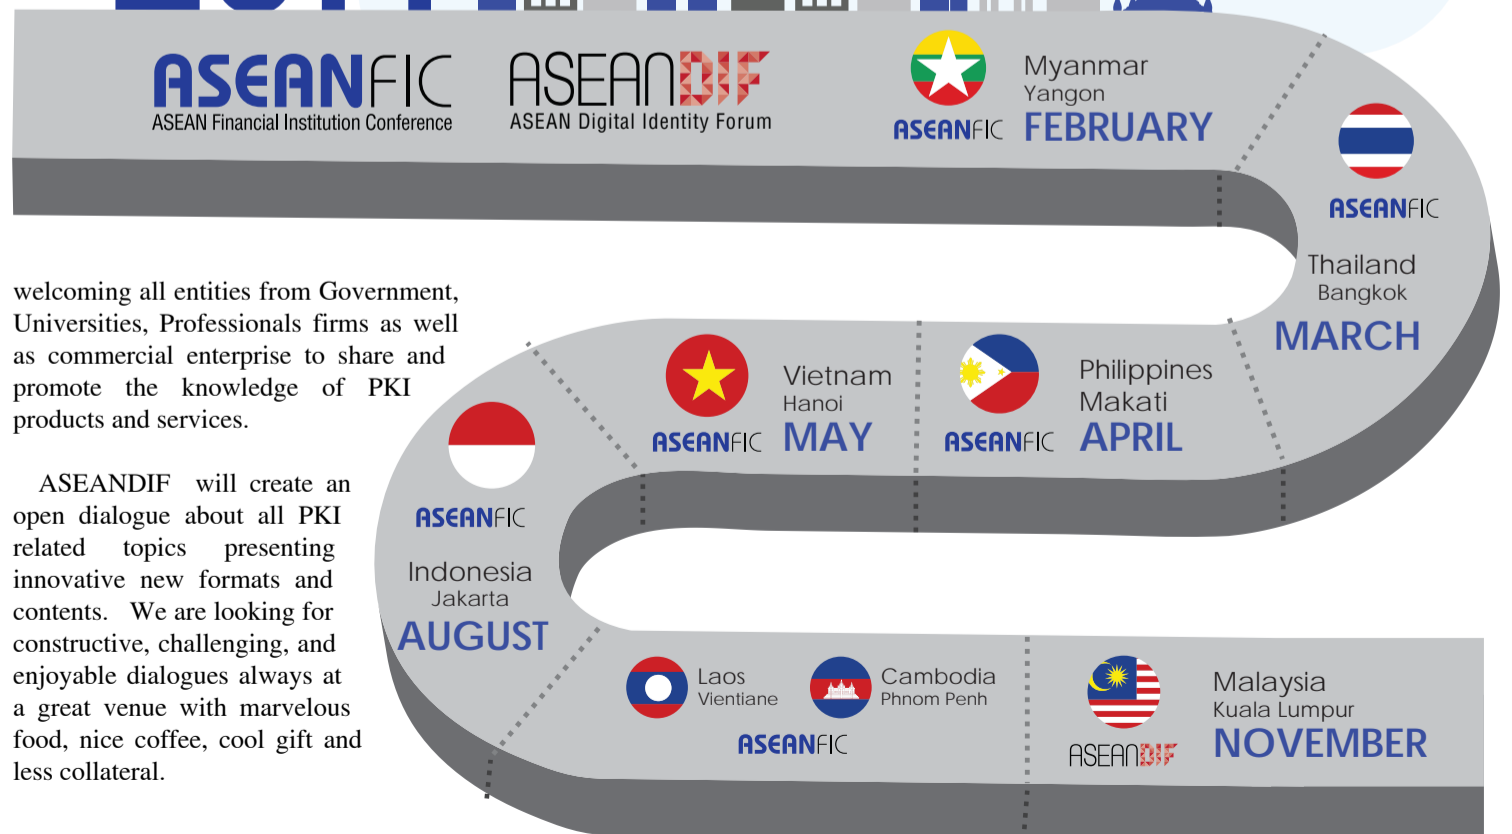 ASEANFIC
ASEAN Financial Institution Conference
ASEANDIF
ASEAN Digital Identity Forum
Myanmar
Yangon
ASEANFIC FEBRUARY
ASEANFIC
Thailand
Bangkok
MARCH
welcoming all entities from Government,
Universities, Professionals firms as well
as commercial enterprise to share and
promote the knowledge of PKI
products and services.
ASEANDIF will create an
open dialogue about all PKI
related topics presenting
innovative new formats and
contents. We are looking for
constructive, challenging, and
enjoyable dialogues always at
a great venue with marvelous
food, nice coffee, cool gift and
less collateral.
Philippines
Makati
ASEANFIC APRIL
Vietnam
Hanoi
ASEANFIC MAY
ASEANFIC
Indonesia
Jakarta
AUGUST
Laos
Vientiane
Cambodia
Phnom Penh
ASEANFIC
Malaysia
Kuala Lumpur
ASEANDIF NOVEMBER